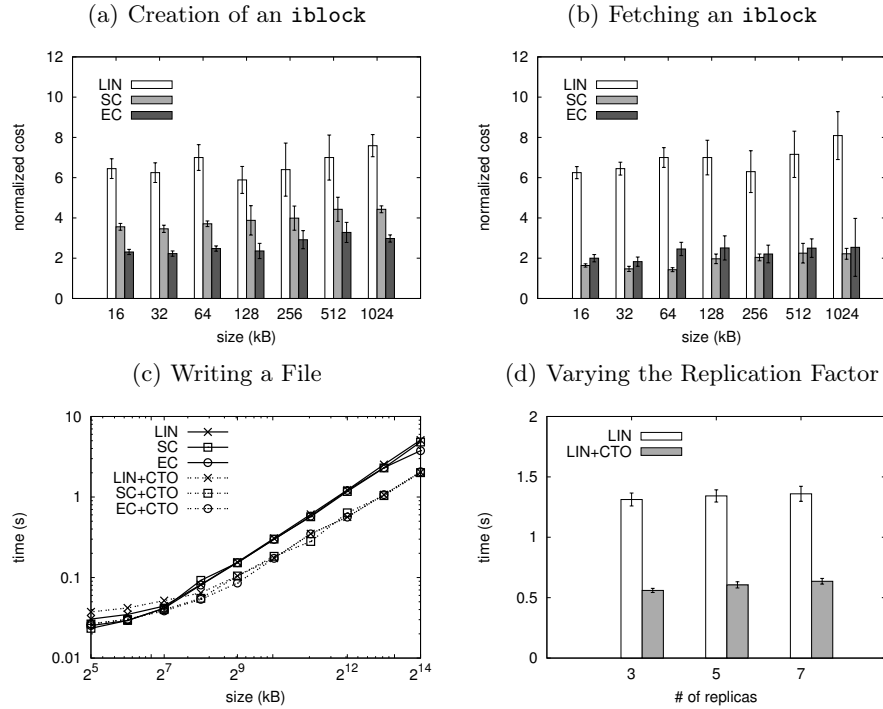 (a) Creation of an iblock
12
10
8
6
4
2
0
normalized cost
LIN
SC
EC
16 32 64 128 256 512 1024
size (kB)
(b) Fetching an iblock
12
10
8
6
4
2
0
normalized cost
LIN
SC
EC
16 32 64 128 256 512 1024
size (kB)
(c) Writing a File
10
1
0.1
0.01
time (s)
LIN
SC
EC
LIN+CTO
SC+CTO
EC+CTO
2^5 2^7 2^9 2^12 2^14
size (kB)
(d) Varying the Replication Factor
2
1.5
1
0.5
0
time (s)
LIN
LIN+CTO
3 5 7
# of replicas